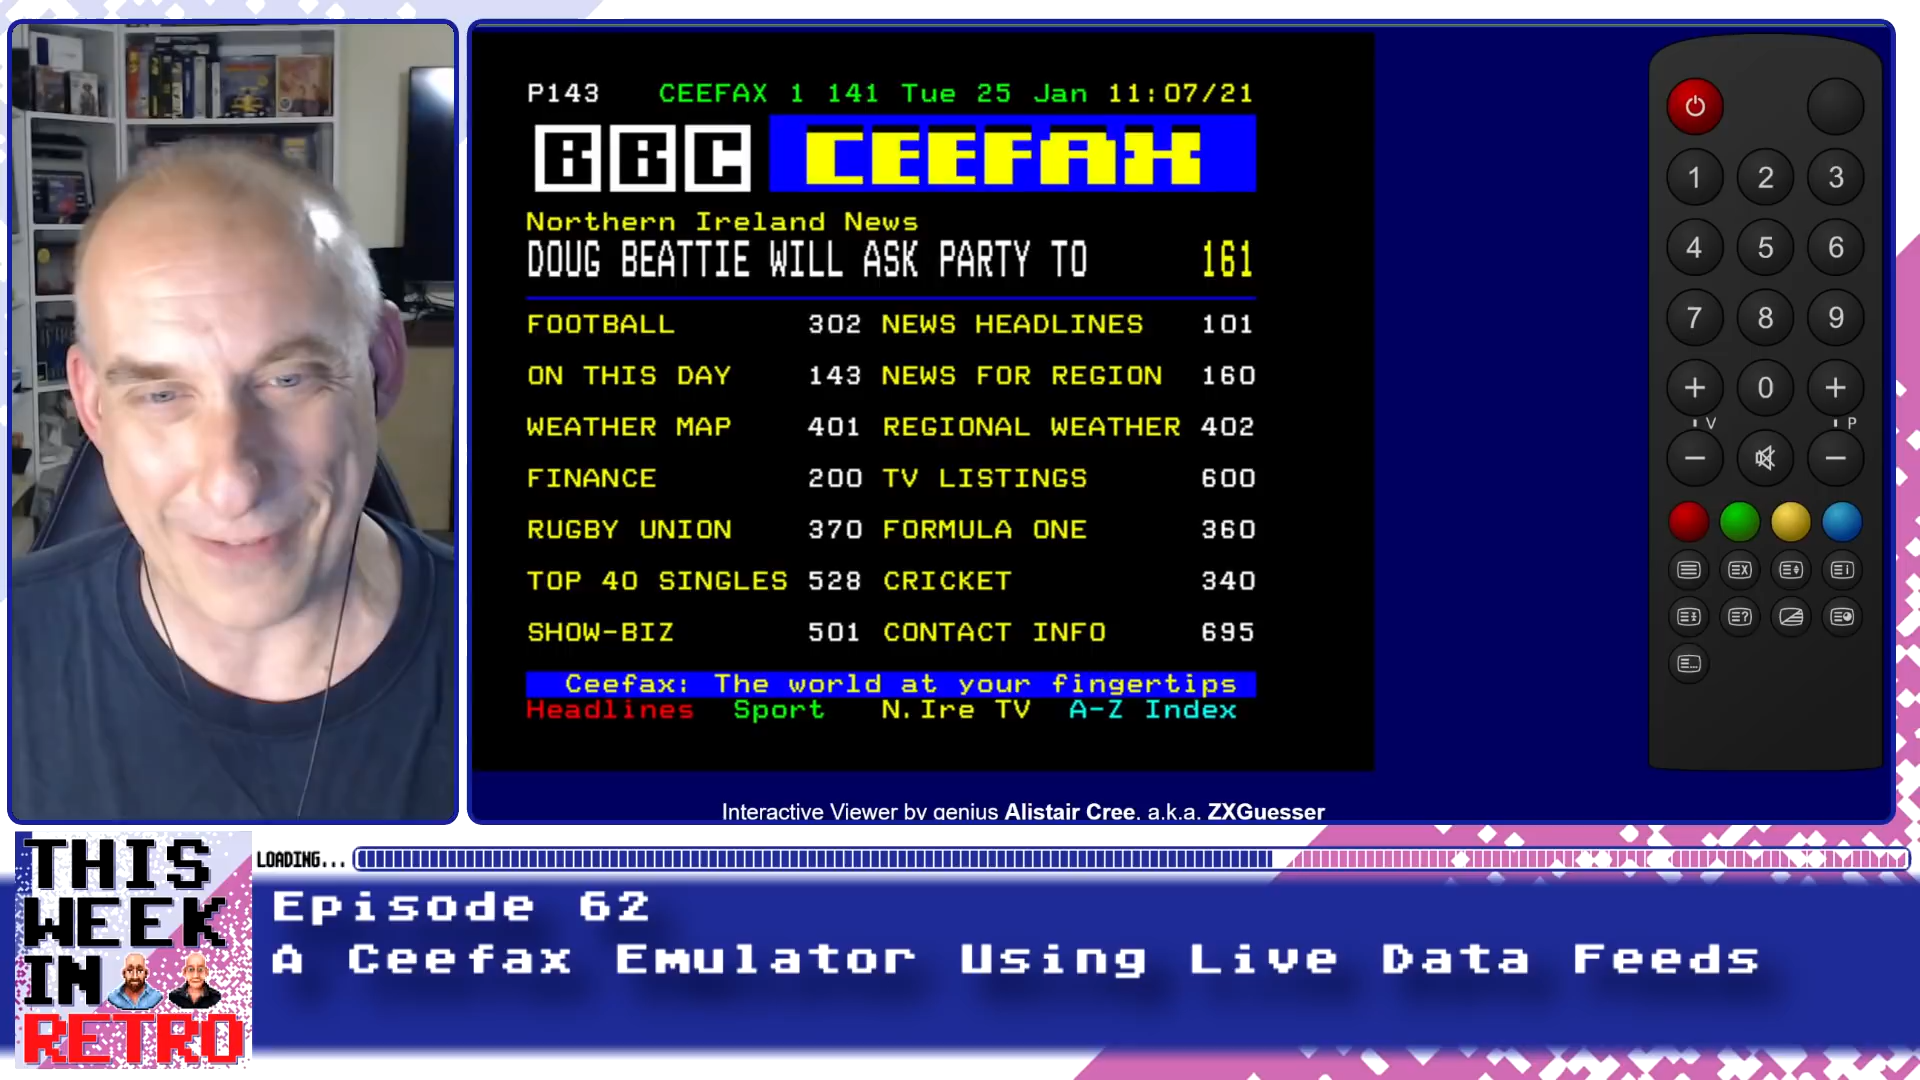 P143 CEEFAX 1 141 Tue 25 Jan 11:07/21
BBC CEEFAX
Northern Ireland News
DOUG BEATTIE WILL ASK PARTY TO 161
FOOTBALL 302 NEWS HEADLINES 101
ON THIS DAY 143 NEWS FOR REGION 160
WEATHER MAP 401 REGIONAL WEATHER 402
FINANCE 200 TV LISTINGS 600
RUGBY UNION 370 FORMULA ONE 360
TOP 40 SINGLES 528 CRICKET 340
SHOW-BIZ 501 CONTACT INFO 695
Ceefax: The world at your fingertips
Headlines Sport N.Ire TV A-Z Index
Interactive Viewer by genius Alistair Cree, a.k.a. ZXGuesser
1 2 3
4 5 6
7 8 9
+ 0 +
V P
− −
THIS
WEEK
IN
RETRO
LOADING...
Episode 62
A Ceefax Emulator Using Live Data Feeds